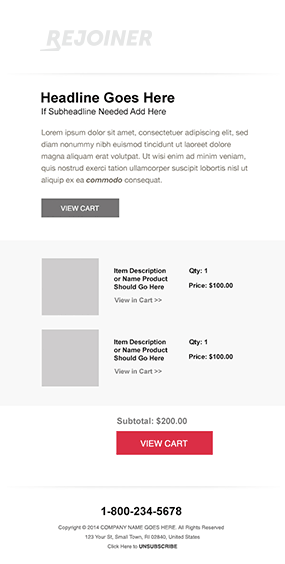 REJOINER
Headline Goes Here
If Subheadline Needed Add Here
Lorem ipsum dolor sit amet, consectetuer adipiscing elit, sed
diam nonummy nibh euismod tincidunt ut laoreet dolore
magna aliquam erat volutpat. Ut wisi enim ad minim veniam,
quis nostrud exerci tation ullamcorper suscipit lobortis nisl ut
aliquip ex ea commodo consequat.
VIEW CART
Item Description
or Name Product
Should Go Here
View in Cart >>
Qty: 1
Price: $100.00
Item Description
or Name Product
Should Go Here
View in Cart >>
Qty: 1
Price: $100.00
Subtotal: $200.00
VIEW CART
1-800-234-5678
Copyright © 2014 COMPANY NAME GOES HERE. All Rights Reserved
123 Your St, Small Town, RI 02840, United States
Click Here to UNSUBSCRIBE